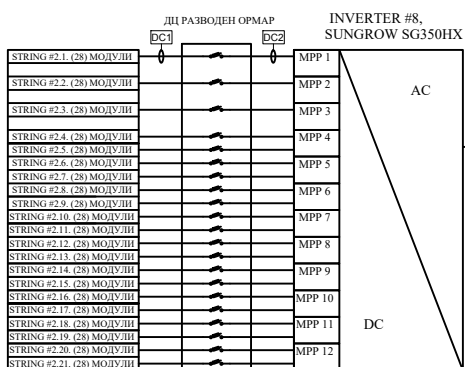 ДЦ РАЗВОДЕН ОРМАР
INVERTER #8,
SUNGROW SG350HX
DC1
DC2
STRING #2.1. (28) МОДУЛИ
MPP 1
STRING #2.2. (28) МОДУЛИ
MPP 2
AC
STRING #2.3. (28) МОДУЛИ
MPP 3
STRING #2.4. (28) МОДУЛИ
MPP 4
STRING #2.5. (28) МОДУЛИ
STRING #2.6. (28) МОДУЛИ
MPP 5
STRING #2.7. (28) МОДУЛИ
STRING #2.8. (28) МОДУЛИ
MPP 6
STRING #2.9. (28) МОДУЛИ
STRING #2.10. (28) МОДУЛИ
MPP 7
STRING #2.11. (28) МОДУЛИ
STRING #2.12. (28) МОДУЛИ
MPP 8
STRING #2.13. (28) МОДУЛИ
STRING #2.14. (28) МОДУЛИ
MPP 9
STRING #2.15. (28) МОДУЛИ
STRING #2.16. (28) МОДУЛИ
MPP 10
STRING #2.17. (28) МОДУЛИ
STRING #2.18. (28) МОДУЛИ
MPP 11
DC
STRING #2.19. (28) МОДУЛИ
STRING #2.20. (28) МОДУЛИ
MPP 12
STRING #2.21. (28) МОДУЛИ